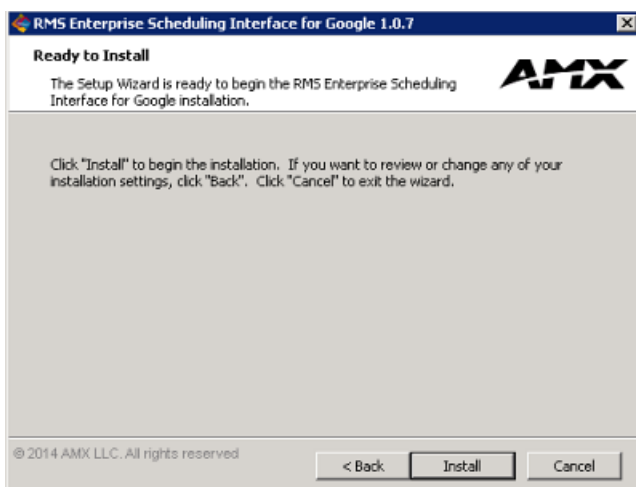 RMS Enterprise Scheduling Interface for Google 1.0.7
Ready to Install
The Setup Wizard is ready to begin the RMS Enterprise Scheduling
Interface for Google installation.
AMX
Click "Install" to begin the installation. If you want to review or change any of your
installation settings, click "Back". Click "Cancel" to exit the wizard.
© 2014 AMX LLC. All rights reserved
< Back
Install
Cancel